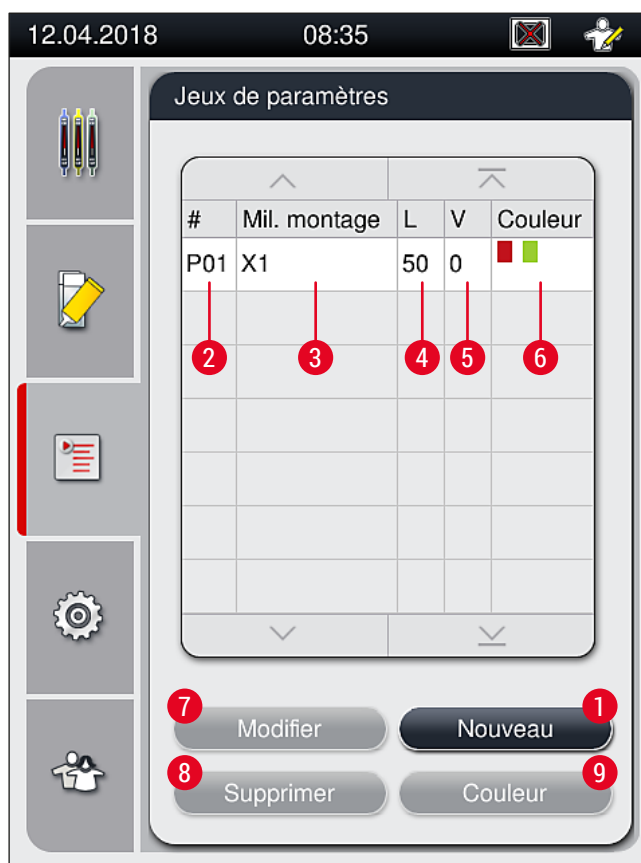 12.04.2018 08:35
Jeux de paramètres
# Mil. montage L V Couleur
P01 X1 50 0
2 3 4 5 6
7 1
Modifier Nouveau
8 9
Supprimer Couleur